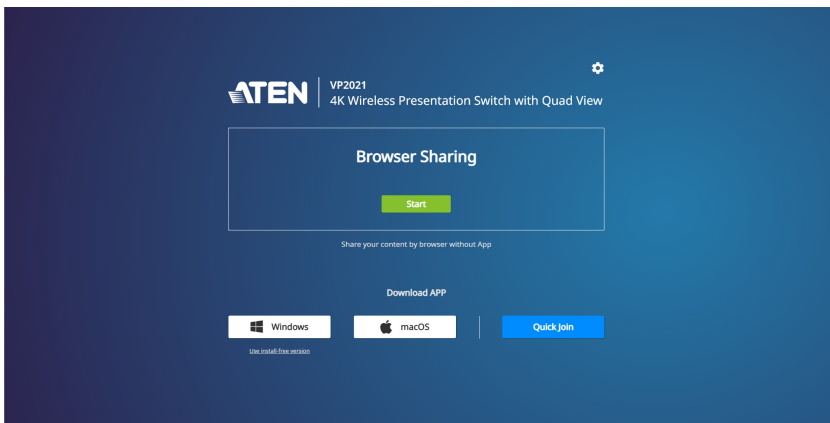 ATEN
VP2021
4K Wireless Presentation Switch with Quad View
Browser Sharing
Start
Share your content by browser without App
Download APP
Windows
macOS
Quick Join
Use install-free version